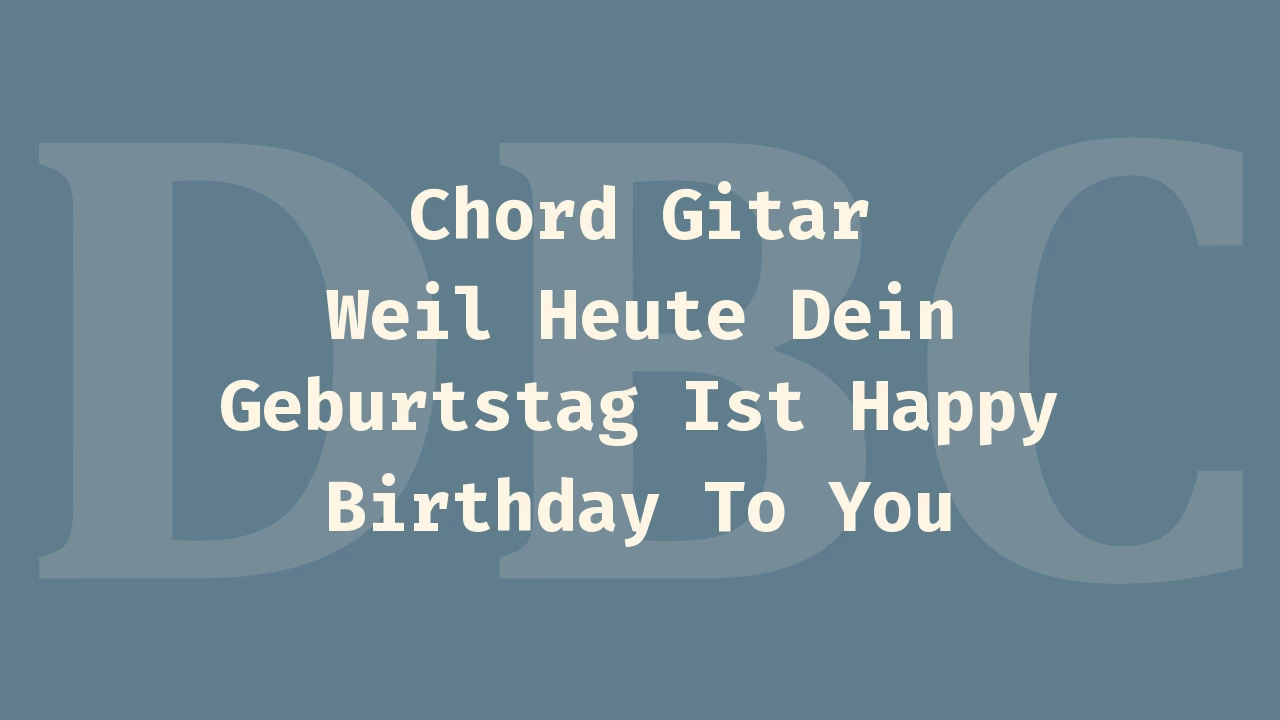 DBC
Chord Gitar
Weil Heute Dein
Geburtstag Ist Happy
Birthday To You